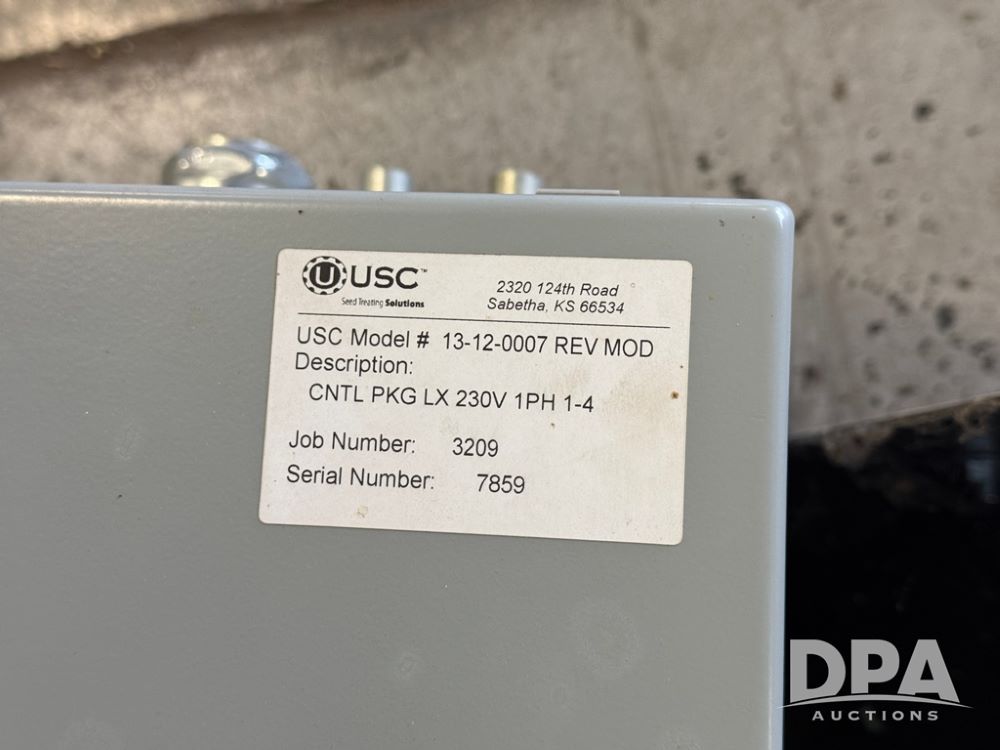 USC™
Seed Treating Solutions
2320 124th Road
Sabetha, KS 66534
USC Model # 13-12-0007 REV MOD
Description:
CNTL PKG LX 230V 1PH 1-4
Job Number: 3209
Serial Number: 7859
DPA
AUCTIONS